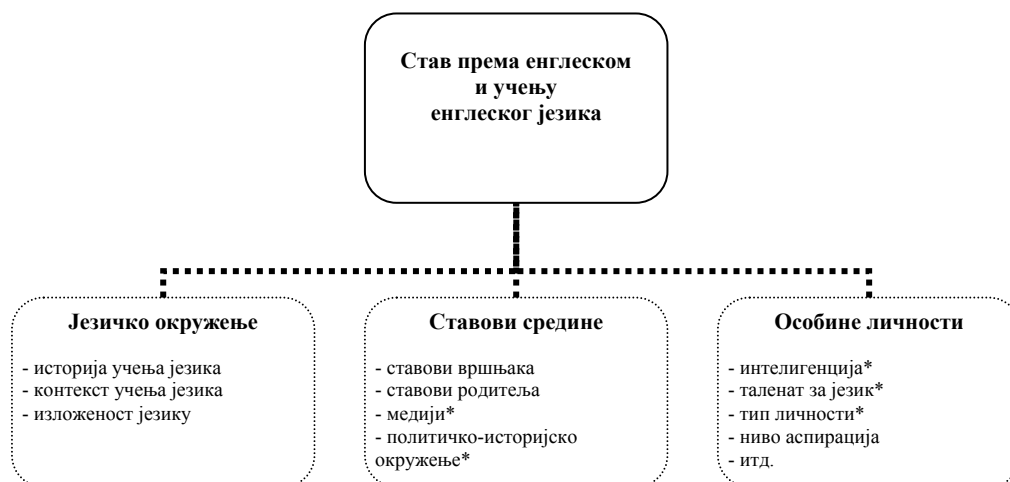 Став према енглеском
и учењу
енглеског језика
Језичко окружење
- историја учења језика
- контекст учења језика
- изложеност језику
Ставови средине
- ставови вршњака
- ставови родитеља
- медији*
- политичко-историјско
окружење*
Особине личности
- интелигенција*
- таленат за језик*
- тип личности*
- ниво аспирација
- итд.